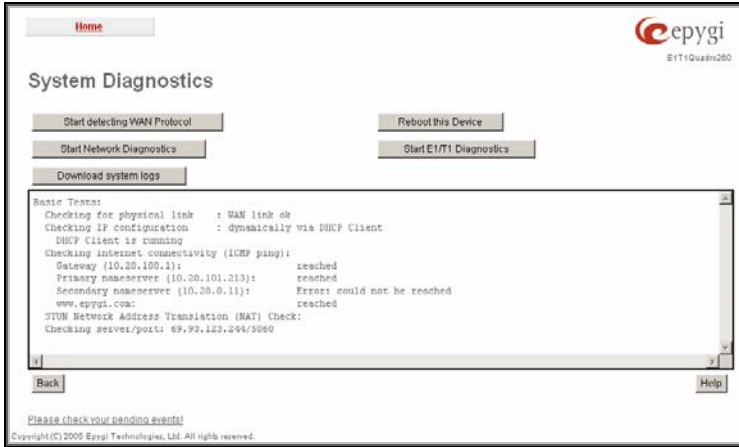 Home
epygi
E1T1Quadro260
System Diagnostics
Start detecting WAN Protocol
Reboot this Device
Start Network Diagnostics
Start E1/T1 Diagnostics
Download system logs
Basic Tests:
Checking for physical link : WAN link ok
Checking IP configuration : dynamically via DHCP Client
DHCP Client is running
Checking internet connectivity (ICMP ping):
Gateway (10.20.100.1): reached
Primary nameserver (10.20.101.213): reached
Secondary nameserver (10.20.0.11): Error: could not be reached
www.epygi.com: reached
STUN Network Address Translation (NAT) Check:
Checking server/port: 69.93.123.244/5060
Back
Help
Please check your pending events!
Copyright (C) 2005 Epygi Technologies, Ltd. All rights reserved.